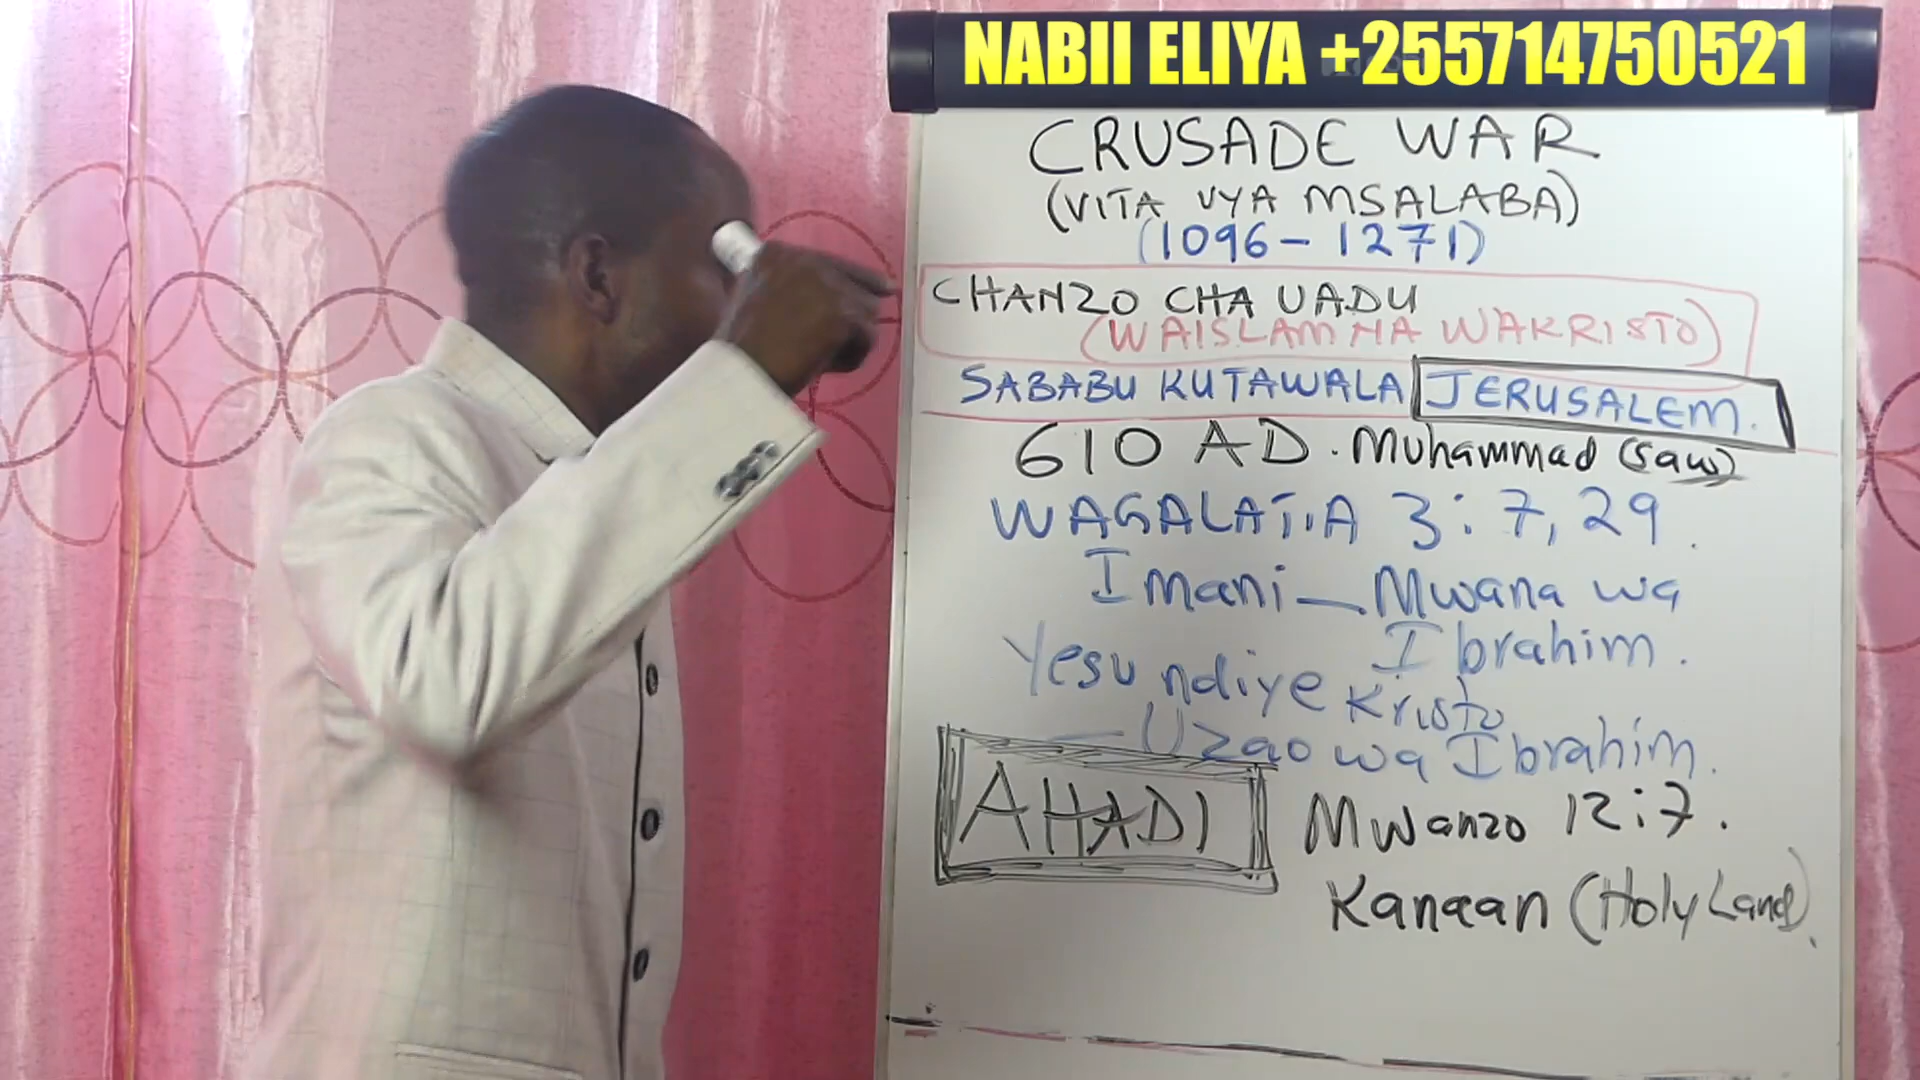 NABII ELIYA +255714750521
CRUSADE WAR
(VITA VYA MSALABA)
(1096-1271)
CHANZO CHA UADU
(WAISLAM NA WAKRISTO)
SABABU KUTAWALA JERUSALEM.
610 AD. Muhammad (saw)
WAGALATIA 3:7,29.
Imani - Mwana wa
Ibrahim.
Yesu ndiye Kristo
- Uzao wa Ibrahim.
AHADI Mwanzo 12:7.
Kanaan (Holy Land).